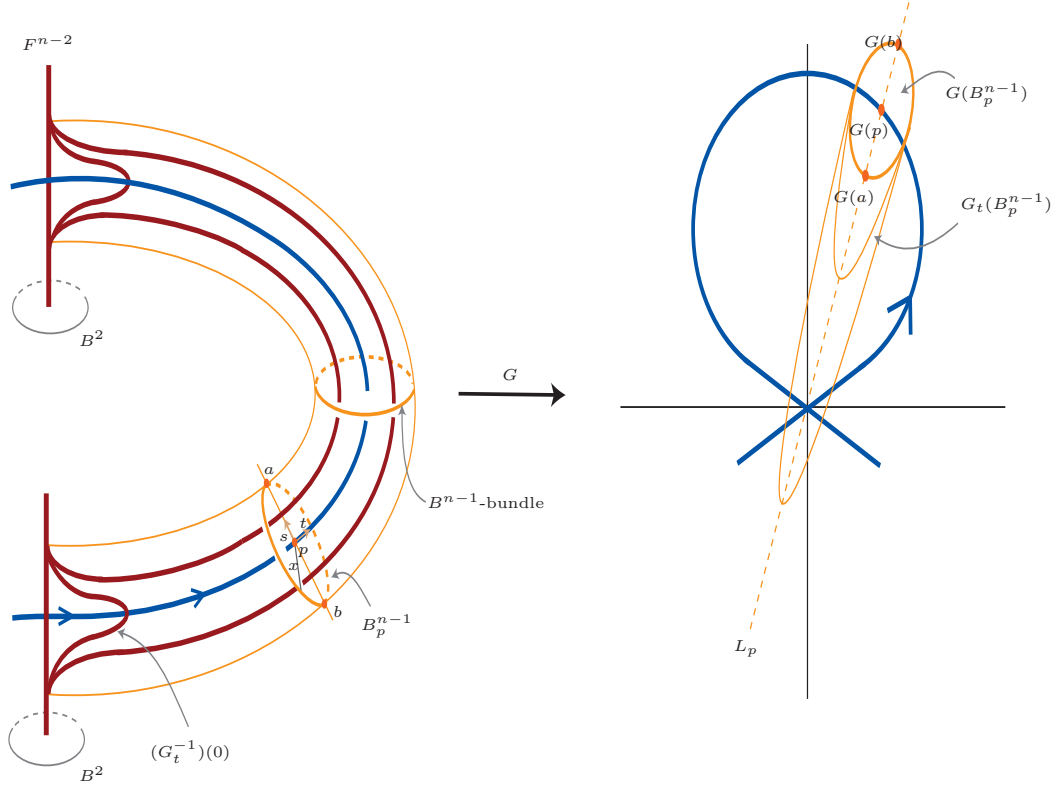 F^{n−2}
B^2
G
a
t
s
p
x
b
B_p^{n−1}
B^{n−1}-bundle
(G_t^{−1})(0)
B^2
G(b)
G(B_p^{n−1})
G(p)
G(a)
G_t(B_p^{n−1})
L_p